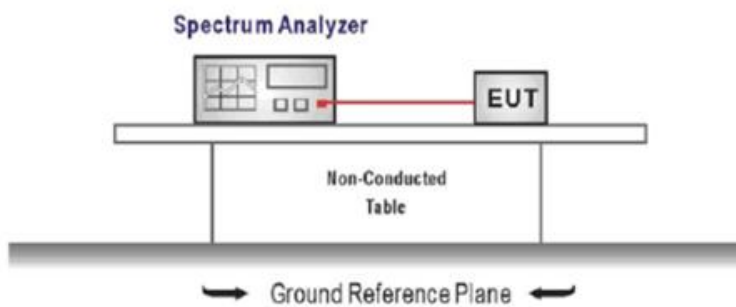 Spectrum Analyzer
EUT
Non-Conducted
Table
Ground Reference Plane